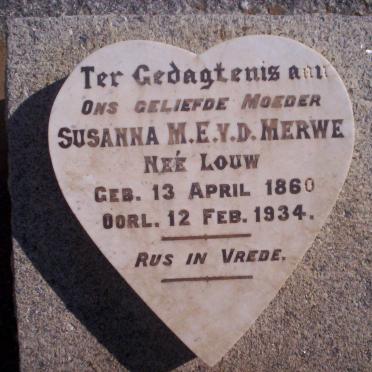 Ter Gedagtenis aan
ONS GELIEFDE MOEDER
SUSANNA M.E.V.D. MERWE
NEÉ LOUW
GEB. 13 APRIL 1860
OORL. 12 FEB. 1934.
RUS IN VREDE.